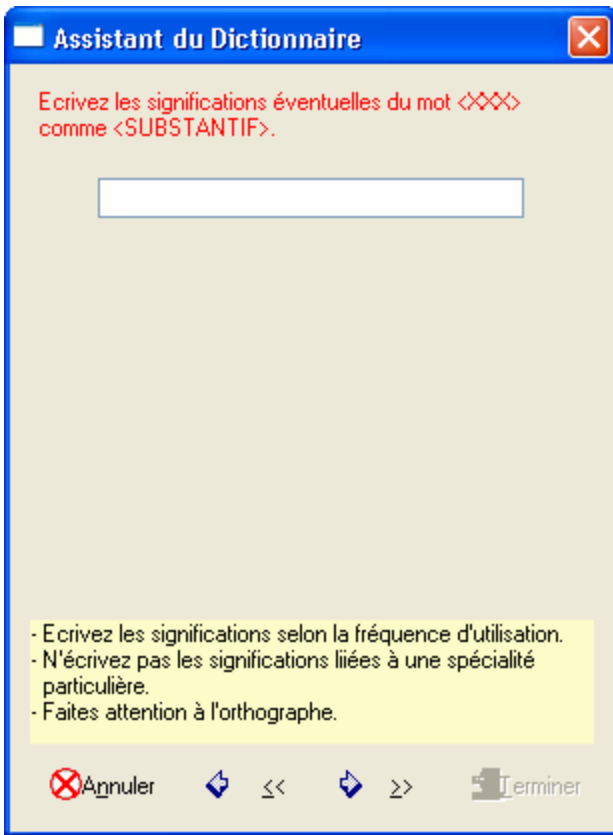 Assistant du Dictionnaire
Ecrivez les significations éventuelles du mot <XXX>
comme <SUBSTANTIF>.
- Ecrivez les significations selon la fréquence d'utilisation.
- N'écrivez pas les significations liiées à une spécialité
particulière.
- Faites attention à l'orthographe.
Annuler << >> Terminer